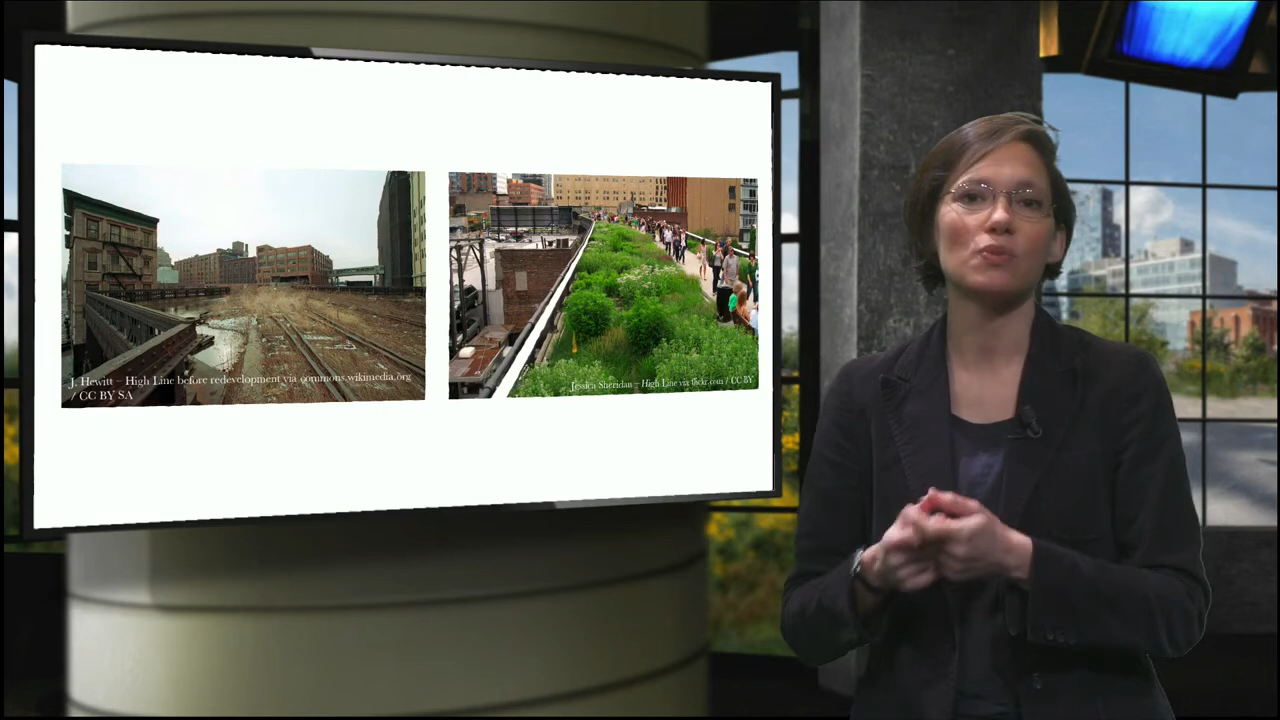 J. Hewitt – High Line before redevelopment via commons.wikimedia.org
/ CC BY SA
Jessica Sheridan – High Line via flickr.com / CC BY